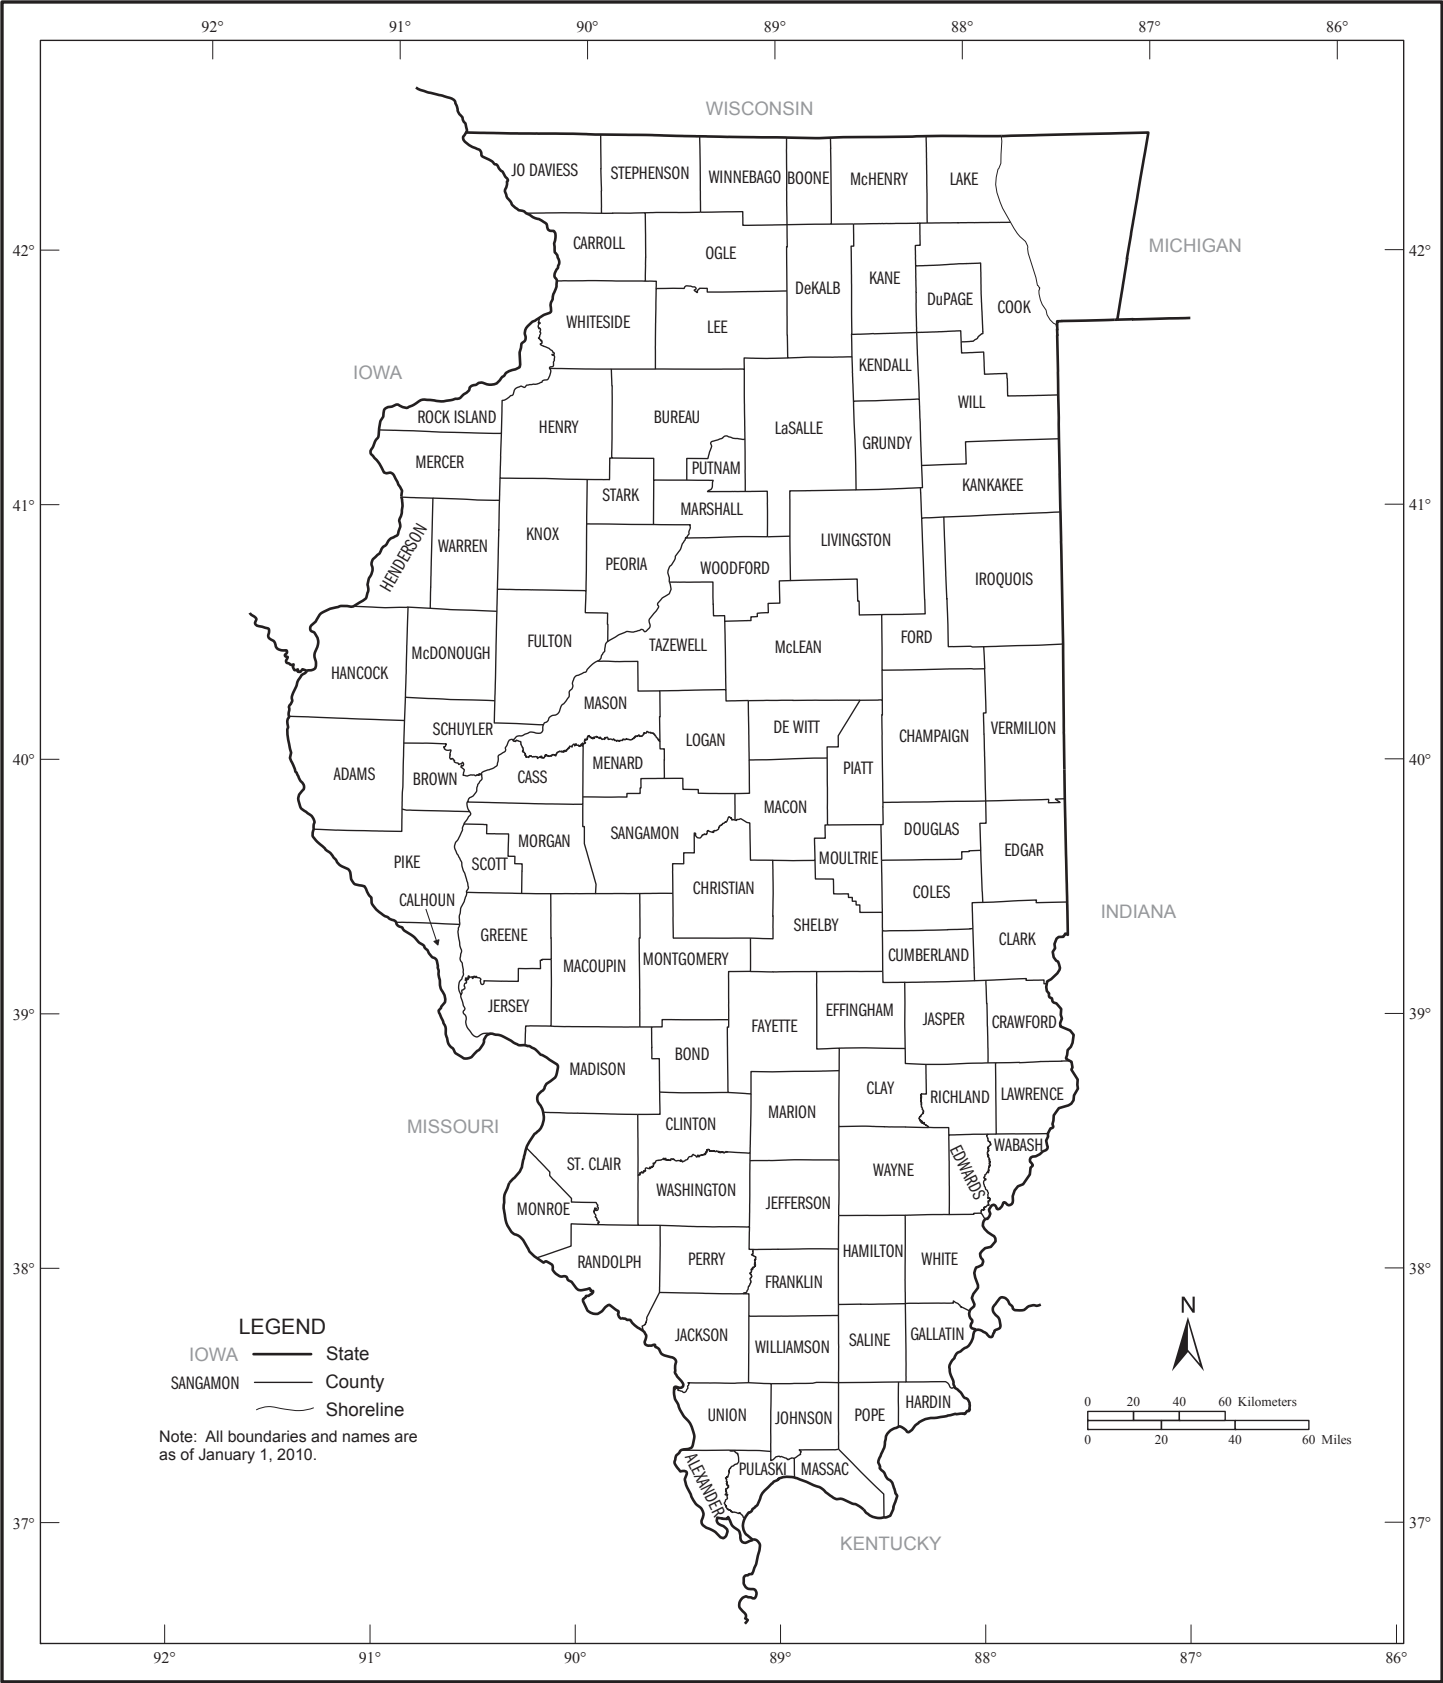 92° 91° 90° 89° 88° 87° 86°
WISCONSIN
JO DAVIESS STEPHENSON WINNEBAGO BOONE McHENRY LAKE
CARROLL OGLE MICHIGAN
42° 42°
DeKALB KANE DuPAGE COOK
WHITESIDE LEE
IOWA KENDALL
ROCK ISLAND HENRY BUREAU LaSALLE WILL
GRUNDY
MERCER PUTNAM
STARK KANKAKEE
41° 41°
MARSHALL
HENDERSON WARREN KNOX PEORIA WOODFORD LIVINGSTON IROQUOIS
HANCOCK McDONOUGH FULTON TAZEWELL McLEAN FORD
MASON
SCHUYLER LOGAN DE WITT CHAMPAIGN VERMILION
40° 40°
ADAMS BROWN CASS MENARD PIATT
MACON
PIKE SCOTT MORGAN SANGAMON MOULTRIE DOUGLAS EDGAR
CALHOUN CHRISTIAN COLES
INDIANA
GREENE MACOUPIN MONTGOMERY SHELBY CUMBERLAND CLARK
39° 39°
JERSEY FAYETTE EFFINGHAM JASPER CRAWFORD
MADISON BOND
CLAY RICHLAND LAWRENCE
MISSOURI CLINTON MARION
WABASH
ST. CLAIR WASHINGTON WAYNE EDWARDS
MONROE JEFFERSON
38° 38°
RANDOLPH PERRY FRANKLIN HAMILTON WHITE
JACKSON WILLIAMSON SALINE GALLATIN
UNION JOHNSON POPE HARDIN
ALEXANDER PULASKI MASSAC
37° 37°
KENTUCKY
LEGEND
IOWA State
SANGAMON County
Shoreline
Note: All boundaries and names are
as of January 1, 2010.
N
0 20 40 60 Kilometers
0 20 40 60 Miles
92° 91° 90° 89° 88° 87° 86°